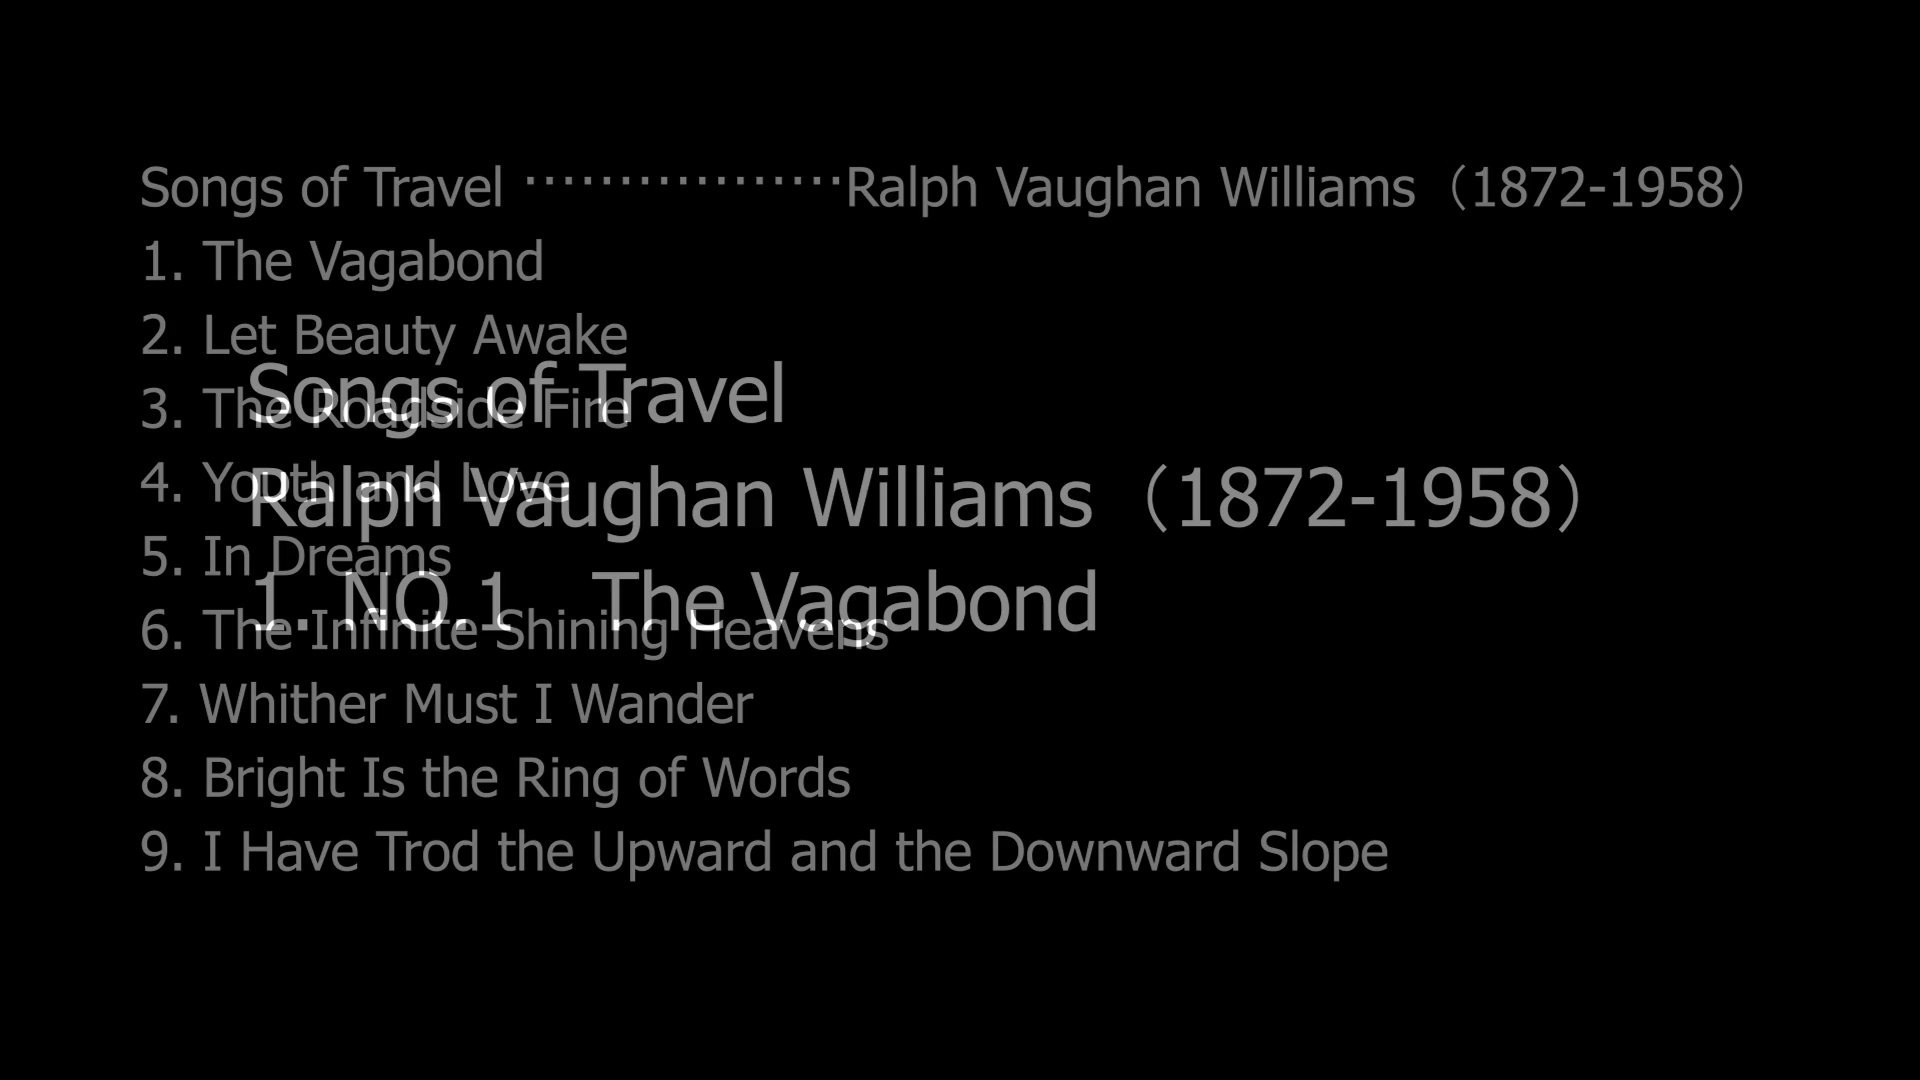 Songs of Travel ·················Ralph Vaughan Williams（1872-1958）
1. The Vagabond
2. Let Beauty Awake
3. The Roadside Fire
4. Youth and Love
5. In Dreams
6. The Infinite Shining Heavens
7. Whither Must I Wander
8. Bright Is the Ring of Words
9. I Have Trod the Upward and the Downward Slope
Songs of Travel
Ralph Vaughan Williams（1872-1958）
1. NO.1　The Vagabond